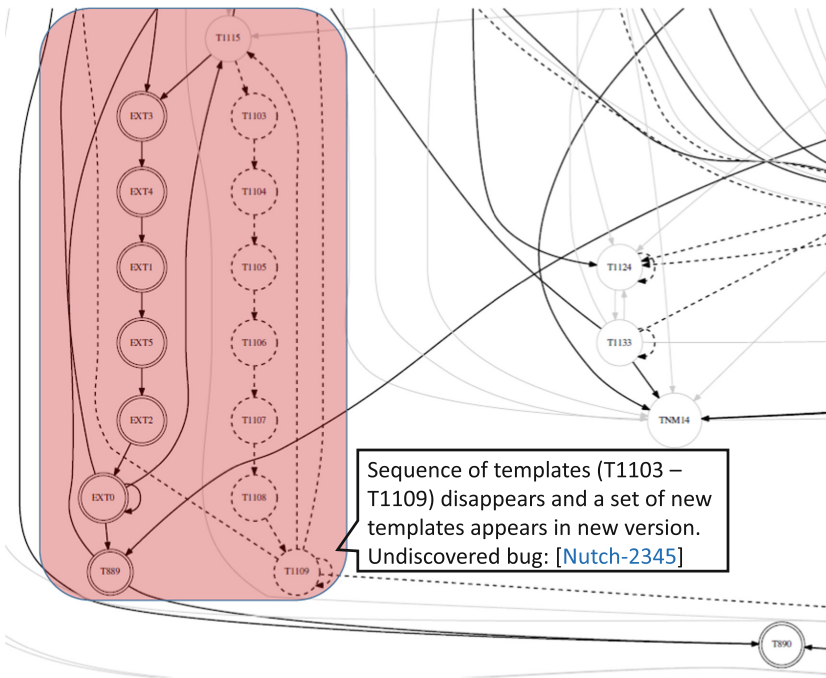 T1115
EXT3
T1103
EXT4
T1104
EXT1
T1105
T1124
EXT5
T1106
T1133
EXT2
T1107
TNM14
EXT0
T1108
T889
T1109
Sequence of templates (T1103 –
T1109) disappears and a set of new
templates appears in new version.
Undiscovered bug: [Nutch-2345]
T890